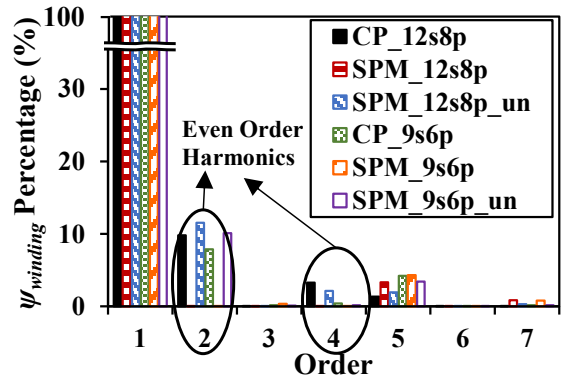 100
30
20
10
0
ψwinding Percentage (%)
CP_12s8p
SPM_12s8p
SPM_12s8p_un
CP_9s6p
SPM_9s6p
SPM_9s6p_un
Even Order
Harmonics
1 2 3 4 5 6 7
Order